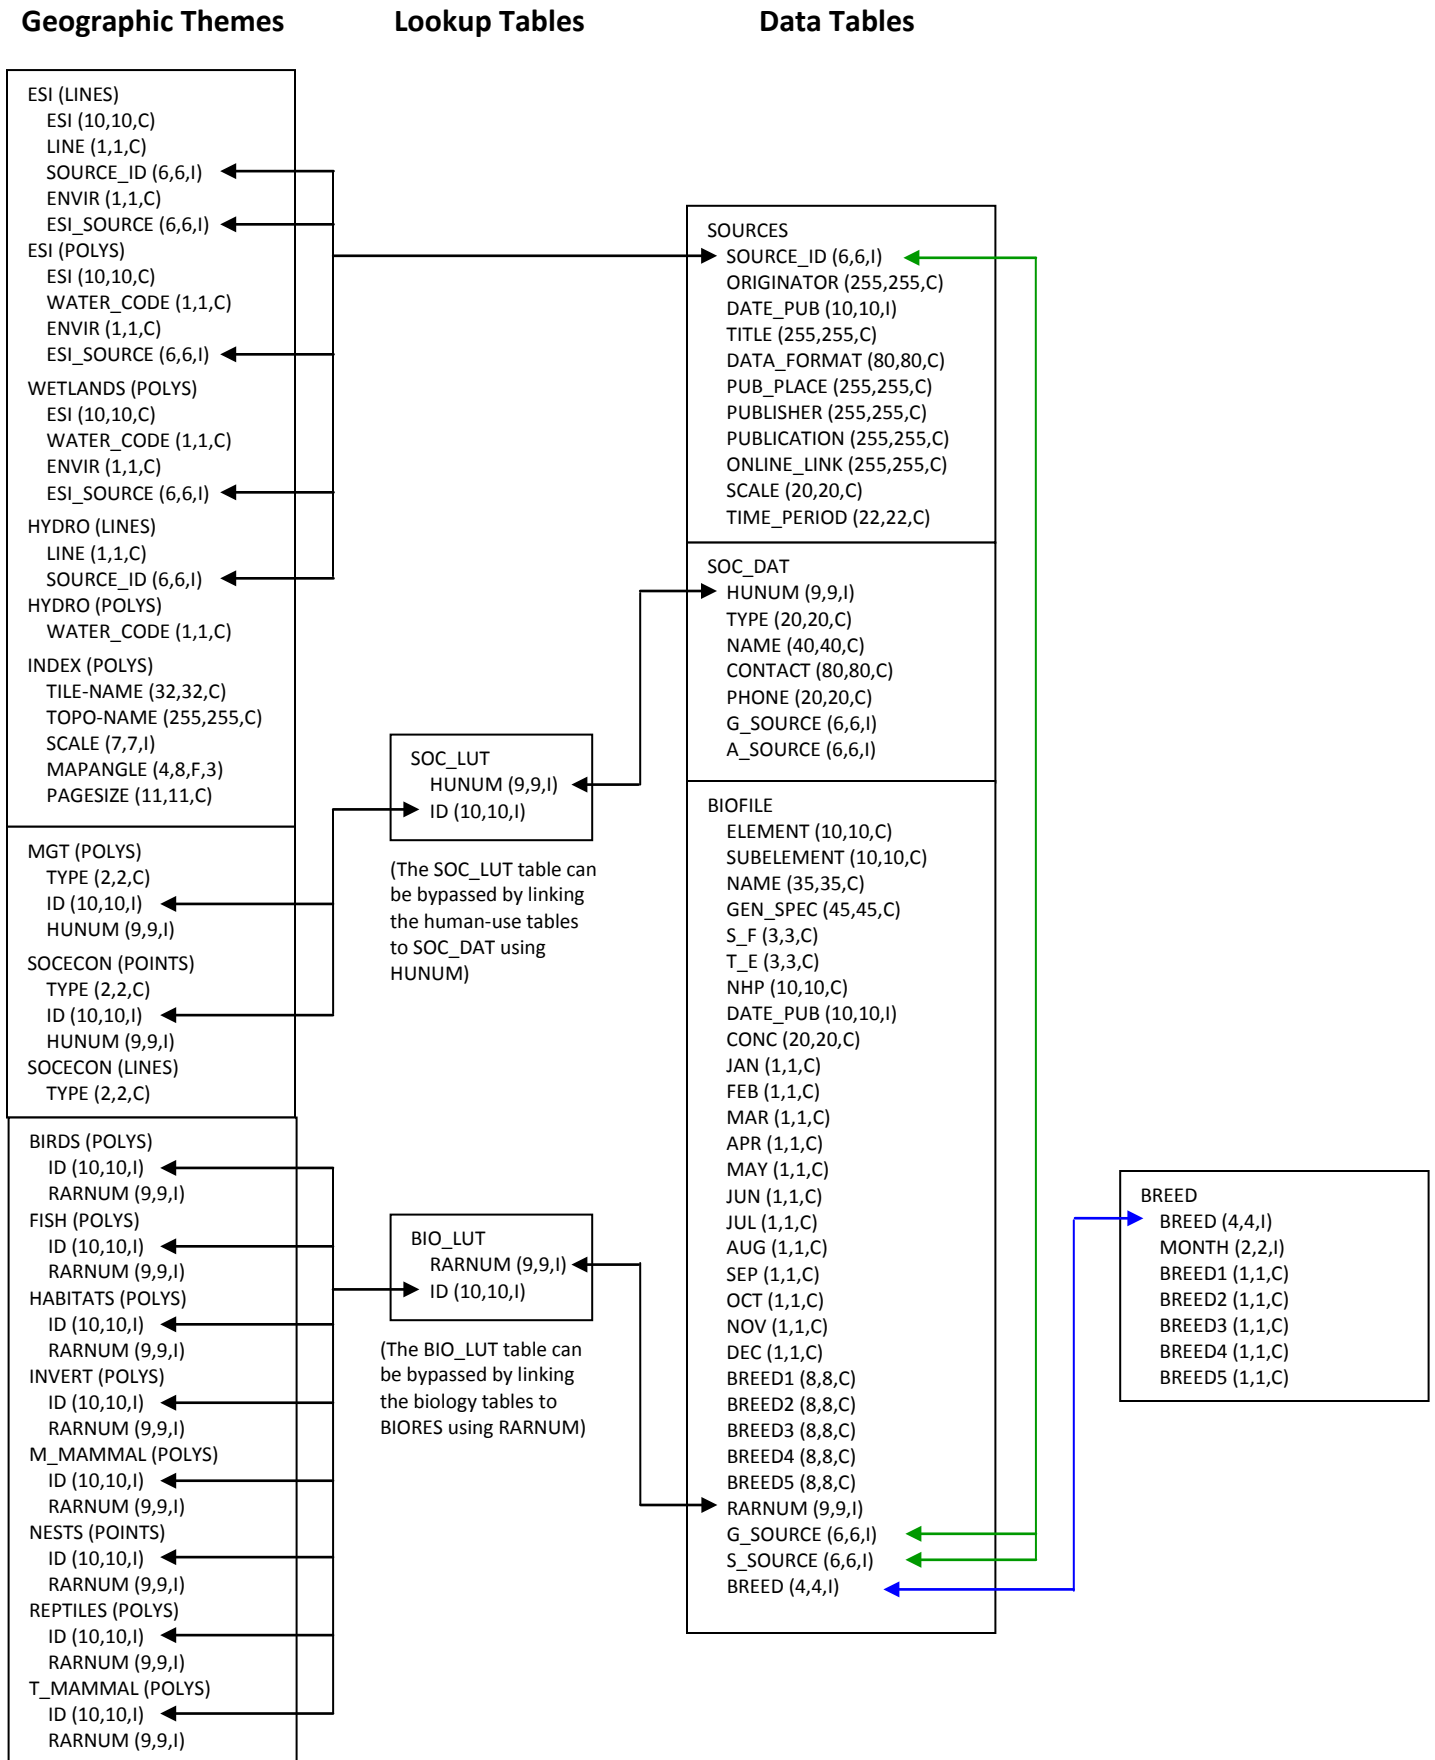 Geographic Themes
Lookup Tables
Data Tables
ESI (LINES)
ESI (10,10,C)
LINE (1,1,C)
SOURCE_ID (6,6,I)
ENVIR (1,1,C)
ESI_SOURCE (6,6,I)
ESI (POLYS)
ESI (10,10,C)
WATER_CODE (1,1,C)
ENVIR (1,1,C)
ESI_SOURCE (6,6,I)
WETLANDS (POLYS)
ESI (10,10,C)
WATER_CODE (1,1,C)
ENVIR (1,1,C)
ESI_SOURCE (6,6,I)
HYDRO (LINES)
LINE (1,1,C)
SOURCE_ID (6,6,I)
HYDRO (POLYS)
WATER_CODE (1,1,C)
INDEX (POLYS)
TILE-NAME (32,32,C)
TOPO-NAME (255,255,C)
SCALE (7,7,I)
MAPANGLE (4,8,F,3)
PAGESIZE (11,11,C)
MGT (POLYS)
TYPE (2,2,C)
ID (10,10,I)
HUNUM (9,9,I)
SOCECON (POINTS)
TYPE (2,2,C)
ID (10,10,I)
HUNUM (9,9,I)
SOCECON (LINES)
TYPE (2,2,C)
BIRDS (POLYS)
ID (10,10,I)
RARNUM (9,9,I)
FISH (POLYS)
ID (10,10,I)
RARNUM (9,9,I)
HABITATS (POLYS)
ID (10,10,I)
RARNUM (9,9,I)
INVERT (POLYS)
ID (10,10,I)
RARNUM (9,9,I)
M_MAMMAL (POLYS)
ID (10,10,I)
RARNUM (9,9,I)
NESTS (POINTS)
ID (10,10,I)
RARNUM (9,9,I)
REPTILES (POLYS)
ID (10,10,I)
RARNUM (9,9,I)
T_MAMMAL (POLYS)
ID (10,10,I)
RARNUM (9,9,I)
SOC_LUT
HUNUM (9,9,I)
ID (10,10,I)
(The SOC_LUT table can
be bypassed by linking
the human-use tables
to SOC_DAT using
HUNUM)
BIO_LUT
RARNUM (9,9,I)
ID (10,10,I)
(The BIO_LUT table can
be bypassed by linking
the biology tables to
BIORES using RARNUM)
SOURCES
SOURCE_ID (6,6,I)
ORIGINATOR (255,255,C)
DATE_PUB (10,10,I)
TITLE (255,255,C)
DATA_FORMAT (80,80,C)
PUB_PLACE (255,255,C)
PUBLISHER (255,255,C)
PUBLICATION (255,255,C)
ONLINE_LINK (255,255,C)
SCALE (20,20,C)
TIME_PERIOD (22,22,C)
SOC_DAT
HUNUM (9,9,I)
TYPE (20,20,C)
NAME (40,40,C)
CONTACT (80,80,C)
PHONE (20,20,C)
G_SOURCE (6,6,I)
A_SOURCE (6,6,I)
BIOFILE
ELEMENT (10,10,C)
SUBELEMENT (10,10,C)
NAME (35,35,C)
GEN_SPEC (45,45,C)
S_F (3,3,C)
T_E (3,3,C)
NHP (10,10,C)
DATE_PUB (10,10,I)
CONC (20,20,C)
JAN (1,1,C)
FEB (1,1,C)
MAR (1,1,C)
APR (1,1,C)
MAY (1,1,C)
JUN (1,1,C)
JUL (1,1,C)
AUG (1,1,C)
SEP (1,1,C)
OCT (1,1,C)
NOV (1,1,C)
DEC (1,1,C)
BREED1 (8,8,C)
BREED2 (8,8,C)
BREED3 (8,8,C)
BREED4 (8,8,C)
BREED5 (8,8,C)
RARNUM (9,9,I)
G_SOURCE (6,6,I)
S_SOURCE (6,6,I)
BREED (4,4,I)
BREED
BREED (4,4,I)
MONTH (2,2,I)
BREED1 (1,1,C)
BREED2 (1,1,C)
BREED3 (1,1,C)
BREED4 (1,1,C)
BREED5 (1,1,C)